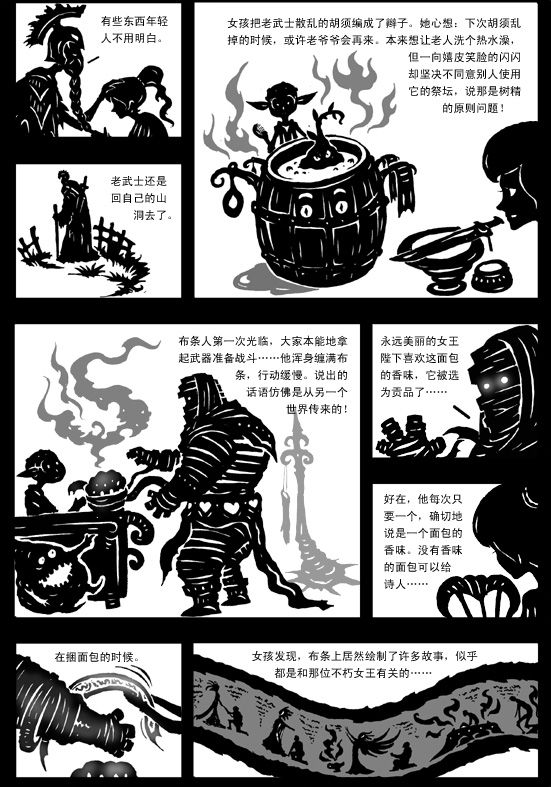 有些东西年轻
人不用明白。
女孩把老武士散乱的胡须编成了辫子。她心想：下次胡须乱
掉的时候，或许老爷爷会再来。本来想让老人洗个热水澡，
但一向嬉皮笑脸的闪闪
却坚决不同意别人使用
它的祭坛，说那是树精
的原则问题！
老武士还是
回自己的山
洞去了。
布条人第一次光临，大家本能地拿
起武器准备战斗……他浑身缠满布
条，行动缓慢。说出的
话语仿佛是从另一个
世界传来的！
永远美丽的女王
陛下喜欢这面包
的香味，它被选
为贡品了……
好在，他每次只
要一个，确切地
说是一个面包的
香味。没有香味
的面包可以给
诗人……
在捆面包的时候。
女孩发现，布条上居然绘制了许多故事，似乎
都是和那位不朽女王有关的……